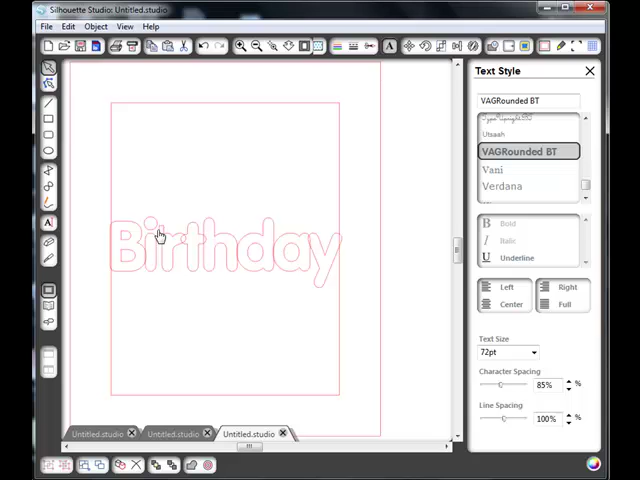 Silhouette Studio: Untitled.studio
File Edit Object View Help
A
Text Style
VAGRounded BT
Utsaah
VAGRounded BT
Vani
Verdana
B Bold
I Italic
U Underline
Left Right
Center Full
Text Size
72pt
Character Spacing
85% %
Line Spacing
100% %
Birthday
A
Untitled.studio Untitled.studio Untitled.studio